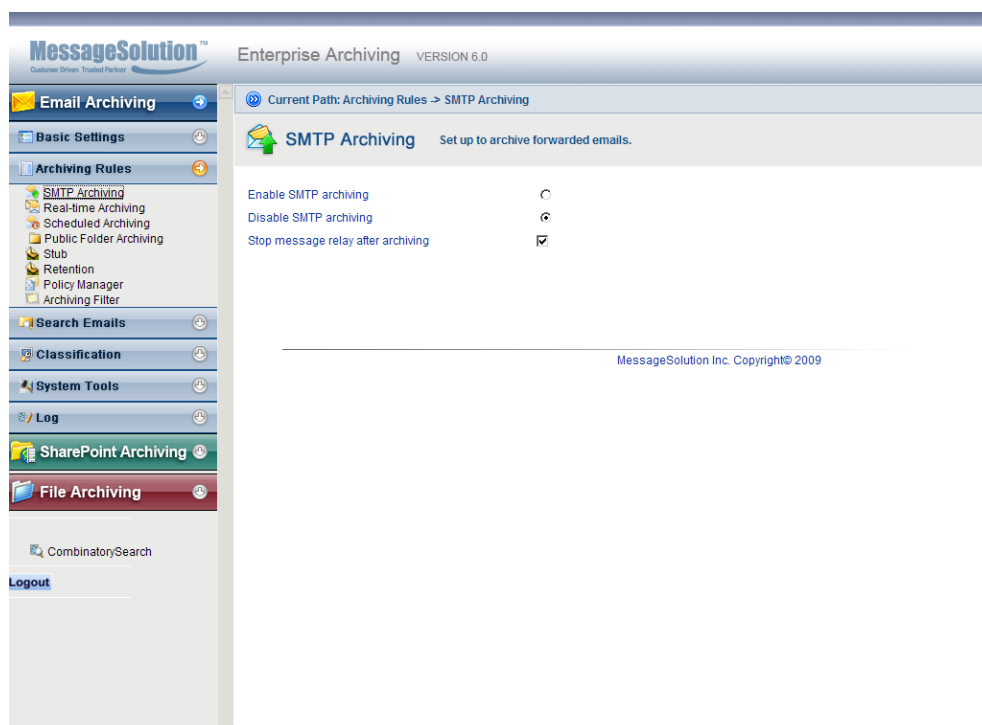 MessageSolution™
Customer Driven Trusted Partner
Enterprise Archiving VERSION 6.0
Email Archiving
Basic Settings
Archiving Rules
SMTP Archiving
Real-time Archiving
Scheduled Archiving
Public Folder Archiving
Stub
Retention
Policy Manager
Archiving Filter
Search Emails
Classification
System Tools
Log
SharePoint Archiving
File Archiving
CombinatorySearch
Logout
Current Path: Archiving Rules -> SMTP Archiving
SMTP Archiving Set up to archive forwarded emails.
Enable SMTP archiving
Disable SMTP archiving
Stop message relay after archiving
MessageSolution Inc. Copyright© 2009